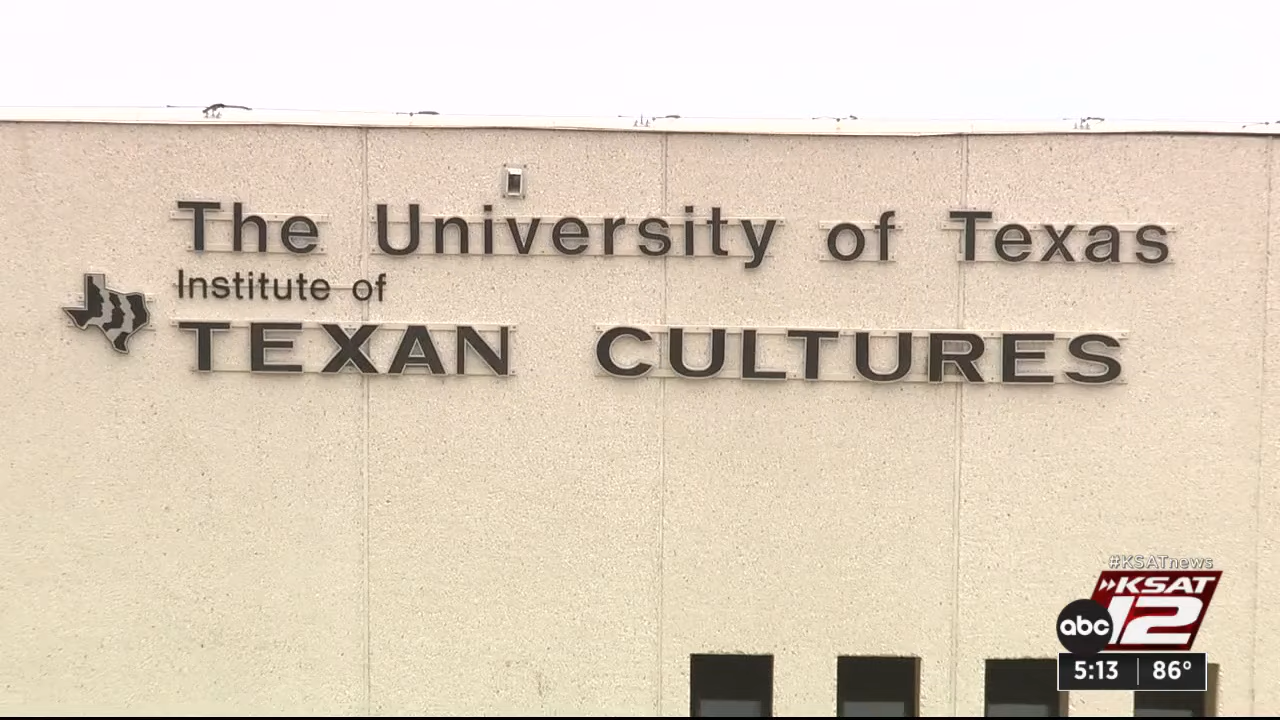 The University of Texas
Institute of
TEXAN CULTURES
#KSATnews
KSAT
12
abc
5:13 86°